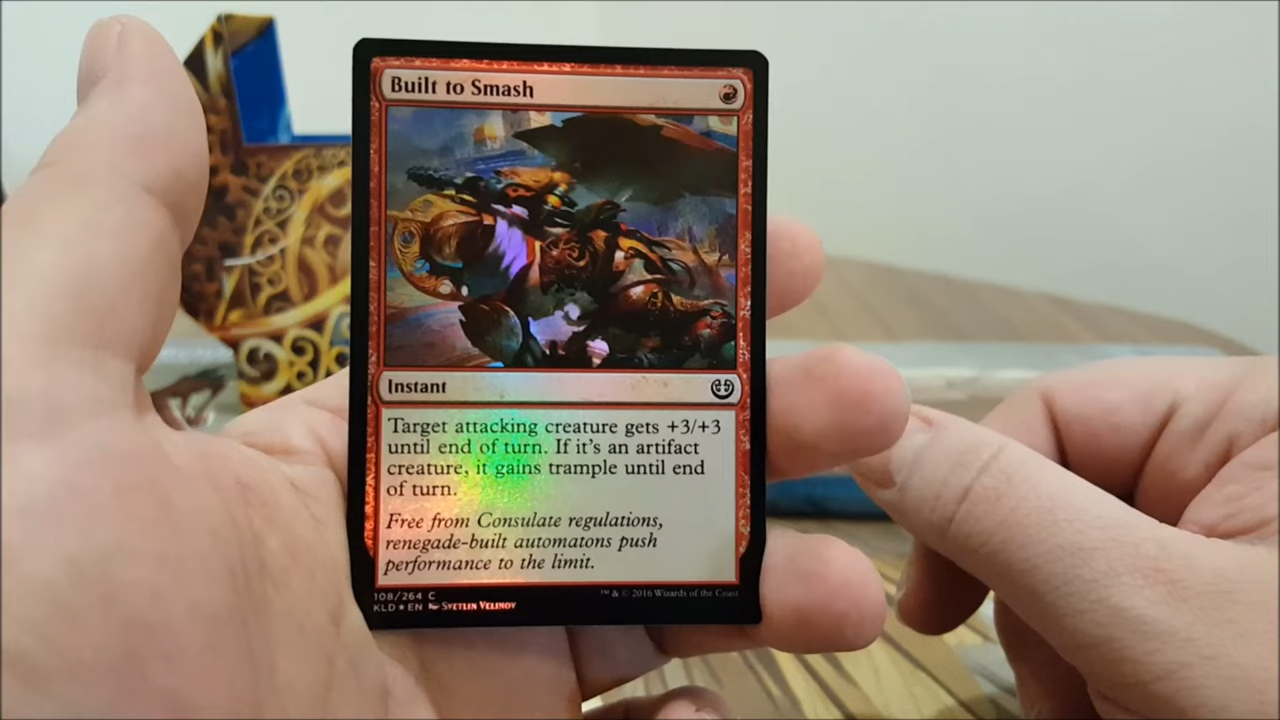 Built to Smash
Instant
Target attacking creature gets +3/+3
until end of turn. If it's an artifact
creature, it gains trample until end
of turn.
Free from Consulate regulations,
renegade-built automatons push
performance to the limit.
108/264 C
KLD ★ EN Svetlin Velinov
™ & © 2016 Wizards of the Coast